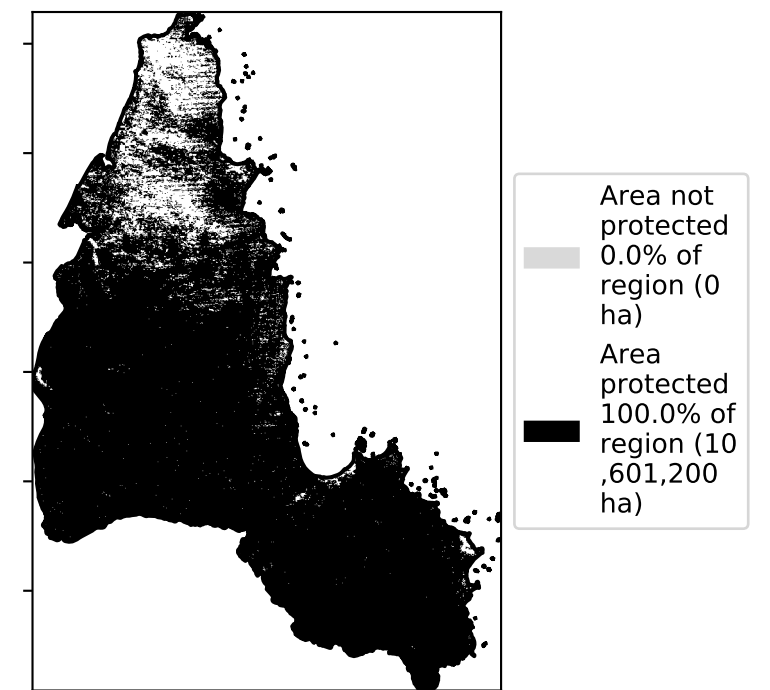 Area not
protected
0.0% of
region (0
ha)
Area
protected
100.0% of
region (10
,601,200
ha)